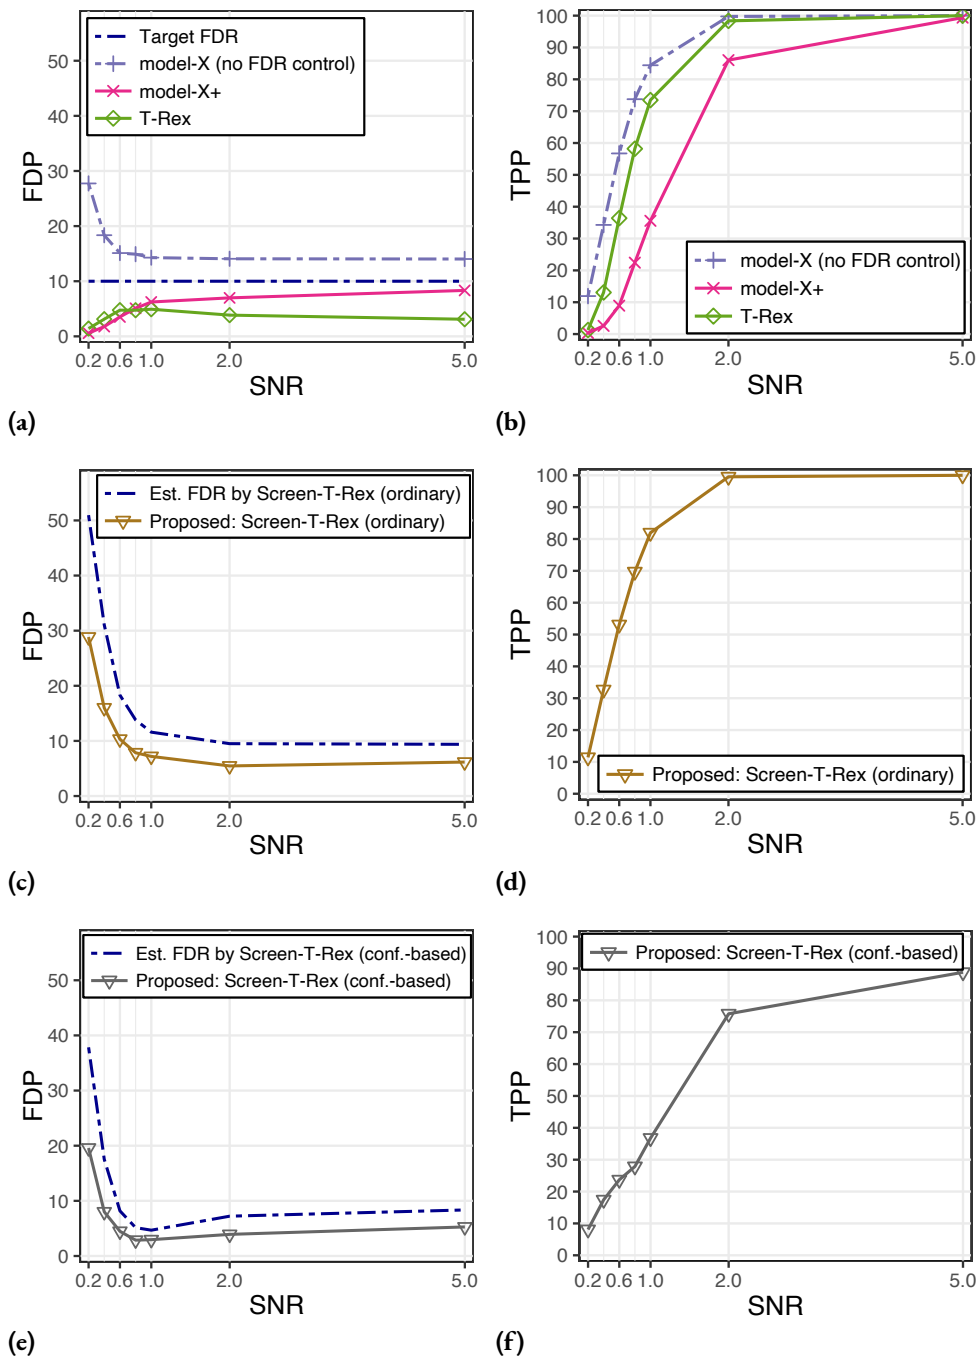 Target FDR
model-X (no FDR control)
model-X+
T-Rex
FDP
50
40
30
20
10
0
0.2 0.6 1.0 2.0 5.0
SNR
(a)
TPP
100
90
80
70
60
50
40
30
20
10
0
model-X (no FDR control)
model-X+
T-Rex
0.2 0.6 1.0 2.0 5.0
SNR
(b)
Est. FDR by Screen-T-Rex (ordinary)
Proposed: Screen-T-Rex (ordinary)
FDP
50
40
30
20
10
0
0.2 0.6 1.0 2.0 5.0
SNR
(c)
TPP
100
90
80
70
60
50
40
30
20
10
0
Proposed: Screen-T-Rex (ordinary)
0.2 0.6 1.0 2.0 5.0
SNR
(d)
Est. FDR by Screen-T-Rex (conf.-based)
Proposed: Screen-T-Rex (conf.-based)
FDP
50
40
30
20
10
0
0.2 0.6 1.0 2.0 5.0
SNR
(e)
Proposed: Screen-T-Rex (conf.-based)
TPP
100
90
80
70
60
50
40
30
20
10
0
0.2 0.6 1.0 2.0 5.0
SNR
(f)